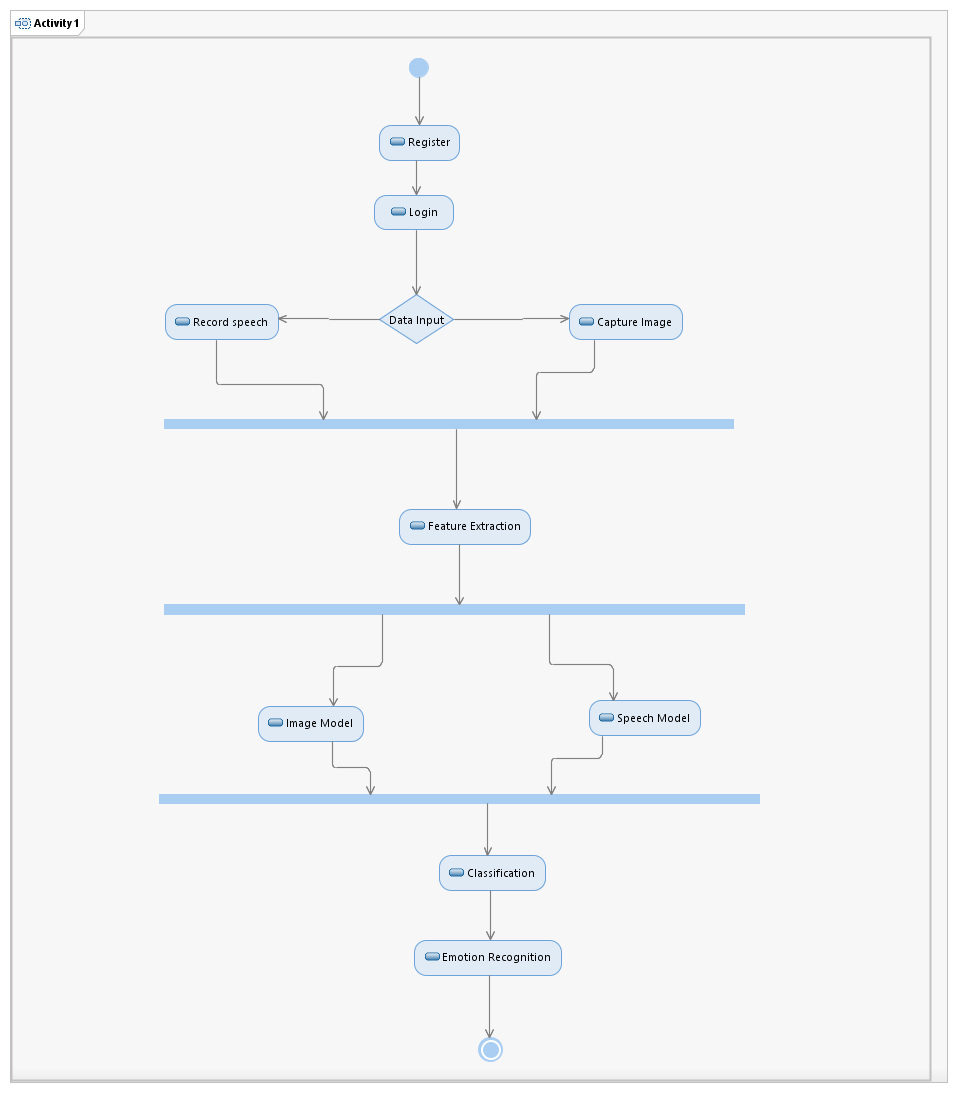 Activity 1
Register
Login
Data Input
Record speech
Capture Image
Feature Extraction
Image Model
Speech Model
Classification
Emotion Recognition